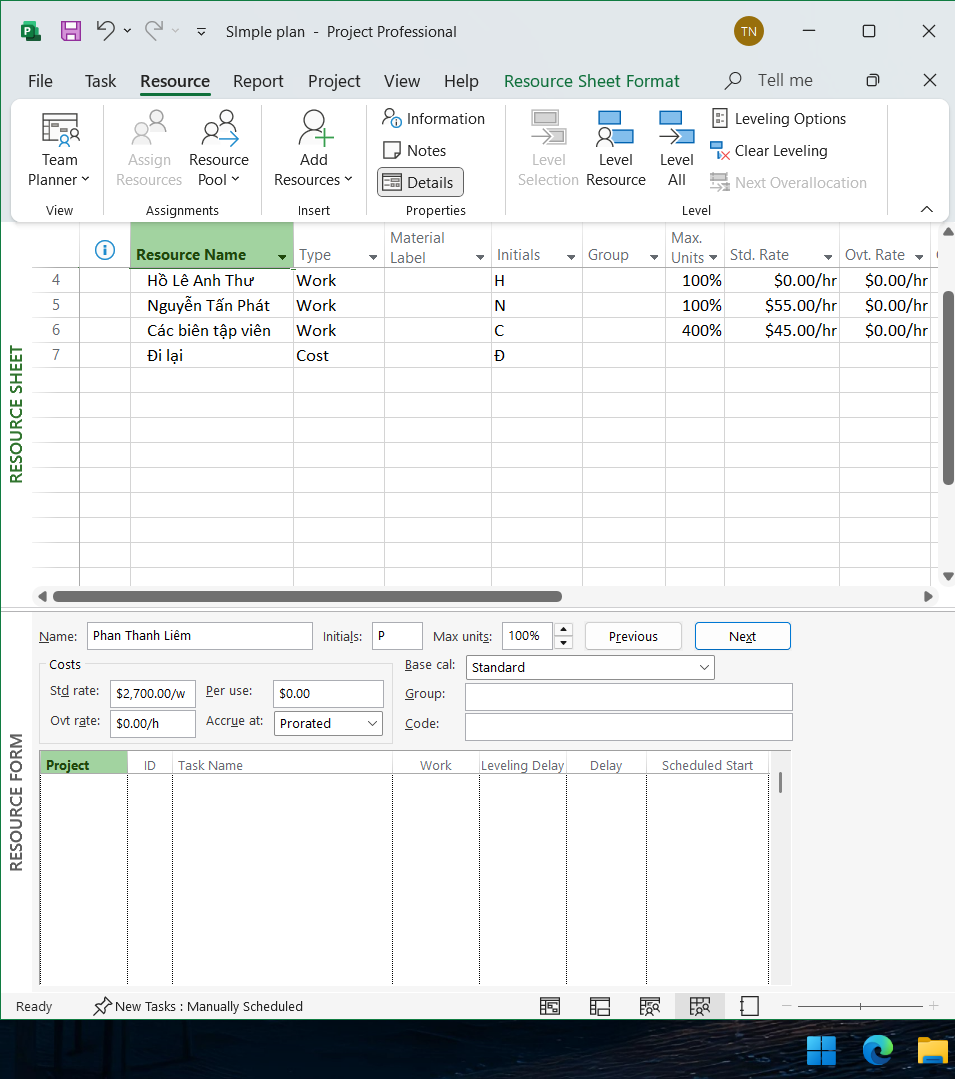 SImple plan - Project Professional
TN
File Task Resource Report Project View Help Resource Sheet Format Tell me
Team Planner
View
Assign Resources
Resource Pool
Assignments
Add Resources
Insert
Information
Notes
Details
Properties
Level Selection
Level Resource
Level All
Leveling Options
Clear Leveling
Next Overallocation
Level
RESOURCE SHEET
Resource Name Type Material Label Initials Group Max. Units Std. Rate Ovt. Rate
4 Hồ Lê Anh Thư Work H 100% $0.00/hr $0.00/hr
5 Nguyễn Tấn Phát Work N 100% $55.00/hr $0.00/hr
6 Các biên tập viên Work C 400% $45.00/hr $0.00/hr
7 Đi lại Cost Đ
RESOURCE FORM
Name: Phan Thanh Liêm Initials: P Max units: 100% Previous Next
Costs
Std rate: $2,700.00/w Per use: $0.00
Ovt rate: $0.00/h Accrue at: Prorated
Base cal: Standard
Group:
Code:
Project ID Task Name Work Leveling Delay Delay Scheduled Start
Ready New Tasks : Manually Scheduled